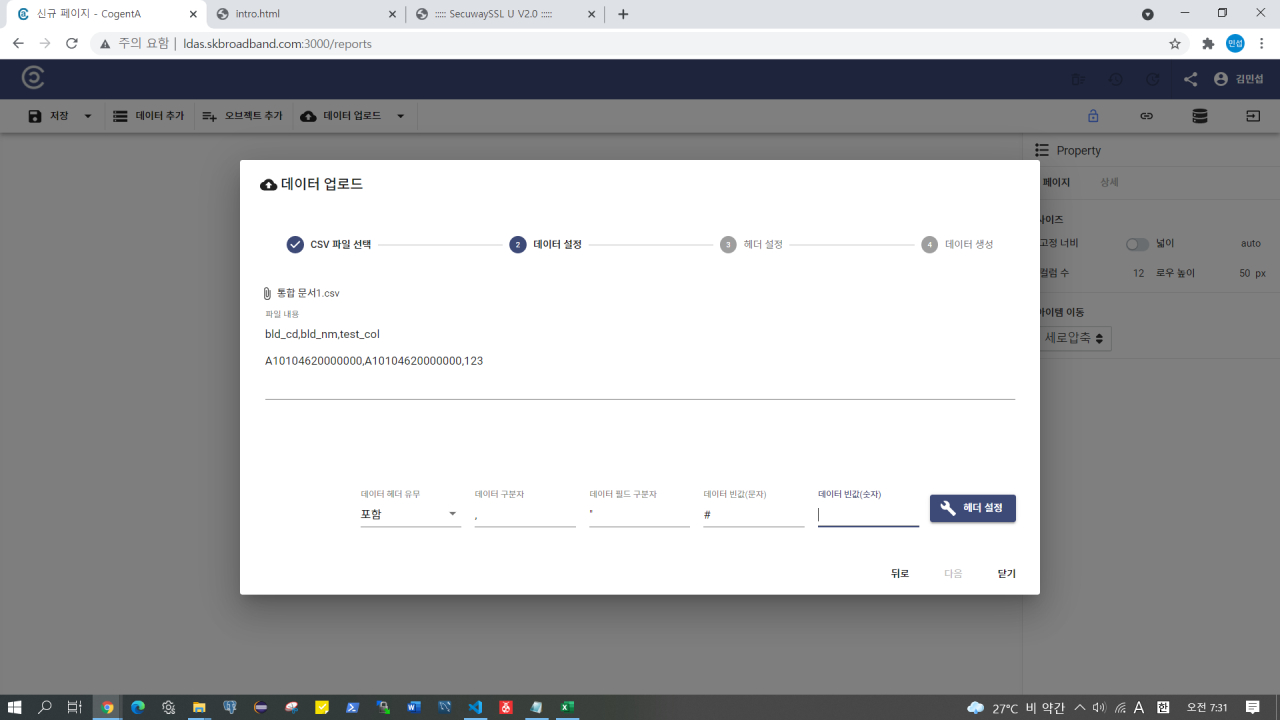 신규 페이지 - CogentA
intro.html
::::: SecuwaySSL U V2.0 :::::
주의 요함 | ldas.skbroadband.com:3000/reports
민섭
김민섭
저장
데이터 추가
오브젝트 추가
데이터 업로드
Property
페이지
상세
사이즈
고정 너비
넓이
auto
컬럼 수
12
로우 높이
50 px
아이템 이동
세로압축
데이터 업로드
CSV 파일 선택
2 데이터 설정
3 헤더 설정
4 데이터 생성
통합 문서1.csv
파일 내용
bld_cd,bld_nm,test_col
A10104620000000,A10104620000000,123
데이터 헤더 유무
데이터 구분자
데이터 필드 구분자
데이터 빈값(문자)
데이터 빈값(숫자)
포함
,
"
#
헤더 설정
뒤로
다음
닫기
27°C 비 약간
A
한
오전 7:31